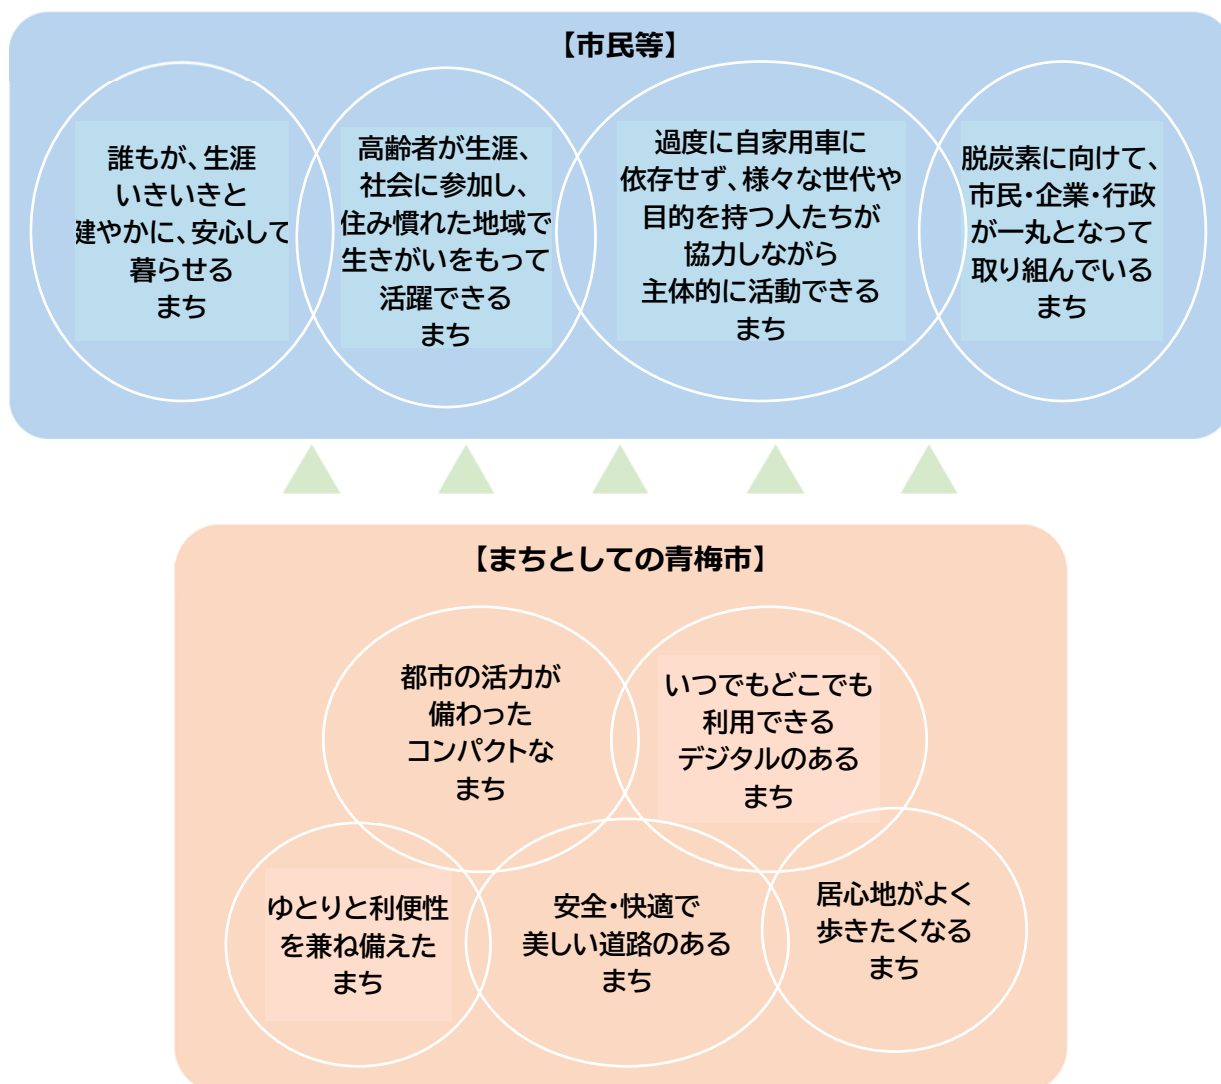 【市民等】
誰もが、生涯
いきいきと
健やかに、安心して
暮らせる
まち
高齢者が生涯、
社会に参加し、
住み慣れた地域で
生きがいをもって
活躍できる
まち
過度に自家用車に
依存せず、様々な世代や
目的を持つ人たちが
協力しながら
主体的に活動できる
まち
脱炭素に向けて、
市民・企業・行政
が一丸となって
取り組んでいる
まち
【まちとしての青梅市】
都市の活力が
備わった
コンパクトな
まち
いつでもどこでも
利用できる
デジタルのある
まち
ゆとりと利便性
を兼ね備えた
まち
安全・快適で
美しい道路のある
まち
居心地がよく
歩きたくなる
まち